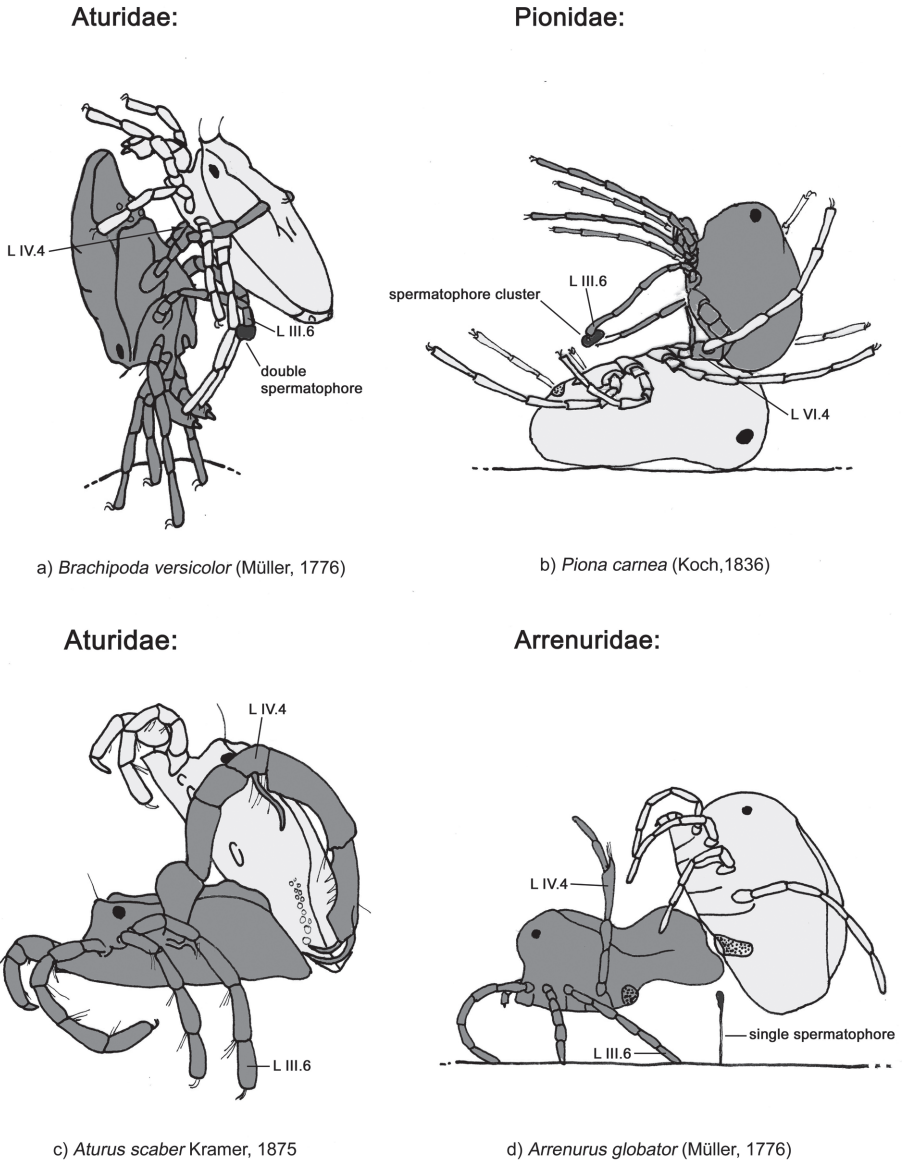 Aturidae:
L IV.4
L III.6
double
spermatophore
a) Brachipoda versicolor (Müller, 1776)
Pionidae:
L III.6
spermatophore cluster
L VI.4
b) Piona carnea (Koch,1836)
Aturidae:
L IV.4
L III.6
c) Aturus scaber Kramer, 1875
Arrenuridae:
L IV.4
single spermatophore
L III.6
d) Arrenurus globator (Müller, 1776)